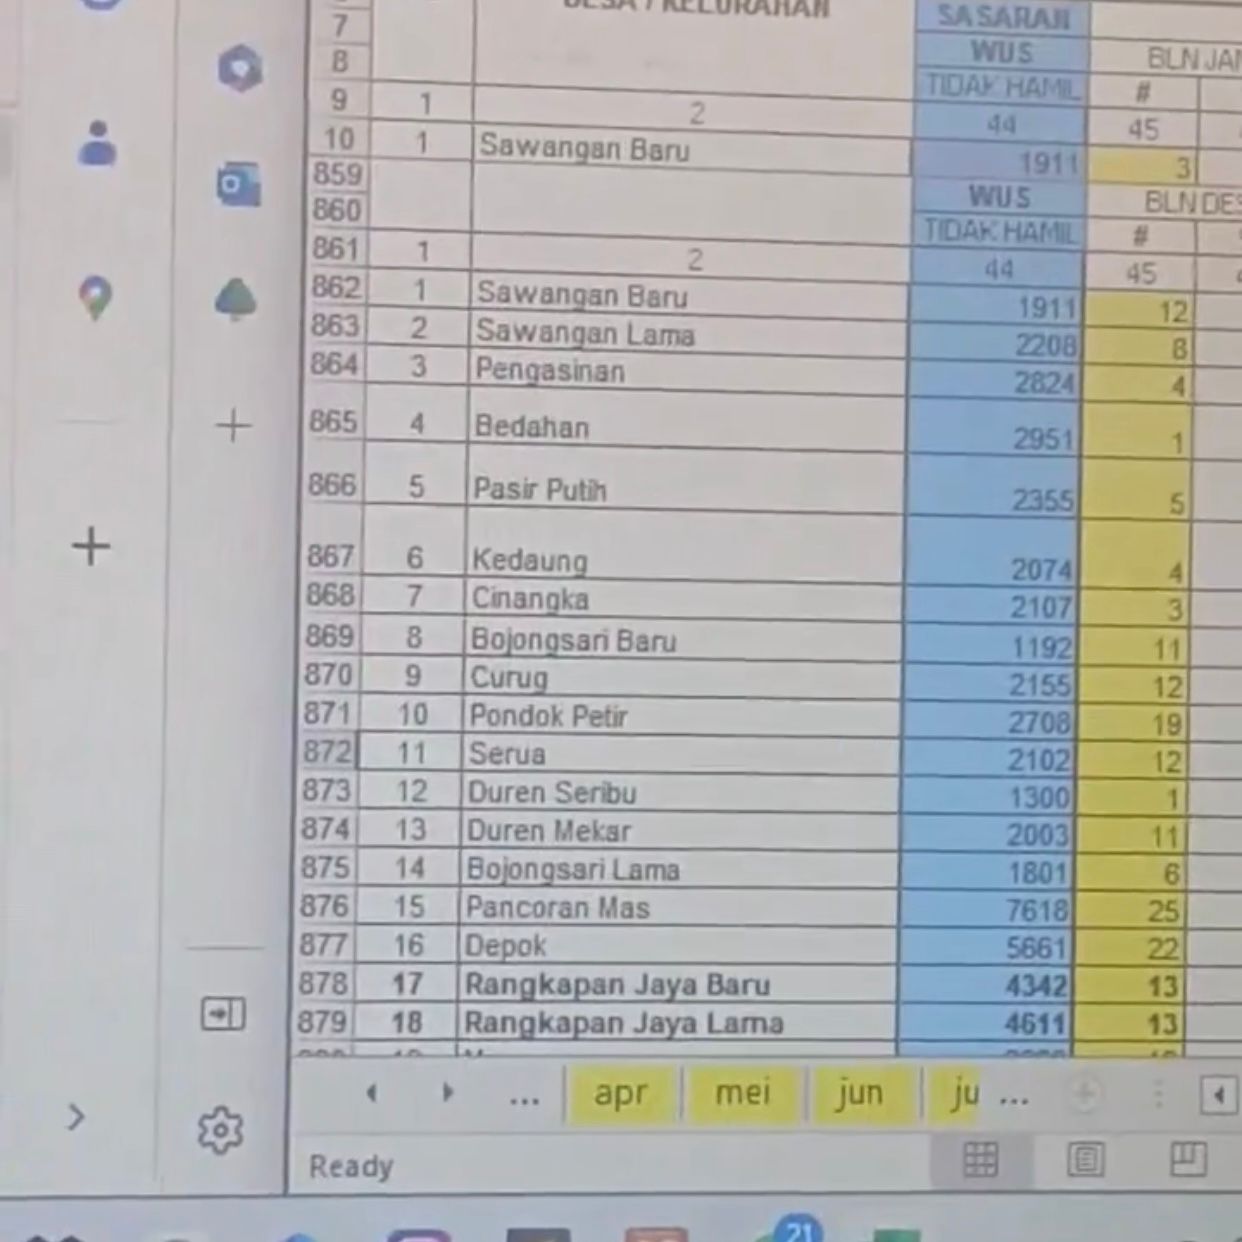 DESA / KELURAHAN SASARAN
7
WUS BLN JAN
8
TIDAK HAMIL #
9 1 2 44 45
10 1 Sawangan Baru 1911 3
859 WUS BLN DES
860 TIDAK HAMIL #
861 1 2 44 45
862 1 Sawangan Baru 1911 12
863 2 Sawangan Lama 2208 8
864 3 Pengasinan 2824 4
865 4 Bedahan 2951 1
866 5 Pasir Putih 2355 5
867 6 Kedaung 2074 4
868 7 Cinangka 2107 3
869 8 Bojongsari Baru 1192 11
870 9 Curug 2155 12
871 10 Pondok Petir 2708 19
872 11 Serua 2102 12
873 12 Duren Seribu 1300 1
874 13 Duren Mekar 2003 11
875 14 Bojongsari Lama 1801 6
876 15 Pancoran Mas 7618 25
877 16 Depok 5661 22
878 17 Rangkapan Jaya Baru 4342 13
879 18 Rangkapan Jaya Lama 4611 13
... apr mei jun ju ...
Ready
21